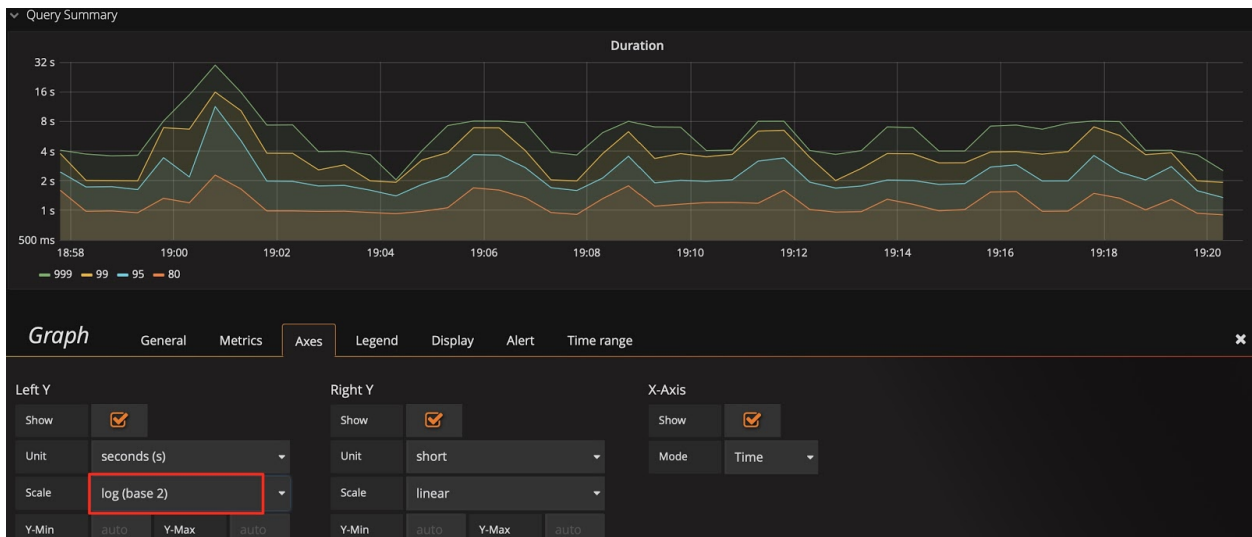 Query Summary
Duration
32 s
16 s
8 s
4 s
2 s
1 s
500 ms
18:58 19:00 19:02 19:04 19:06 19:08 19:10 19:12 19:14 19:16 19:18 19:20
999 99 95 80
Graph General Metrics Axes Legend Display Alert Time range
Left Y Right Y X-Axis
Show Show Show
Unit seconds (s) Unit short Mode Time
Scale log (base 2) Scale linear
Y-Min auto Y-Max auto Y-Min auto Y-Max auto